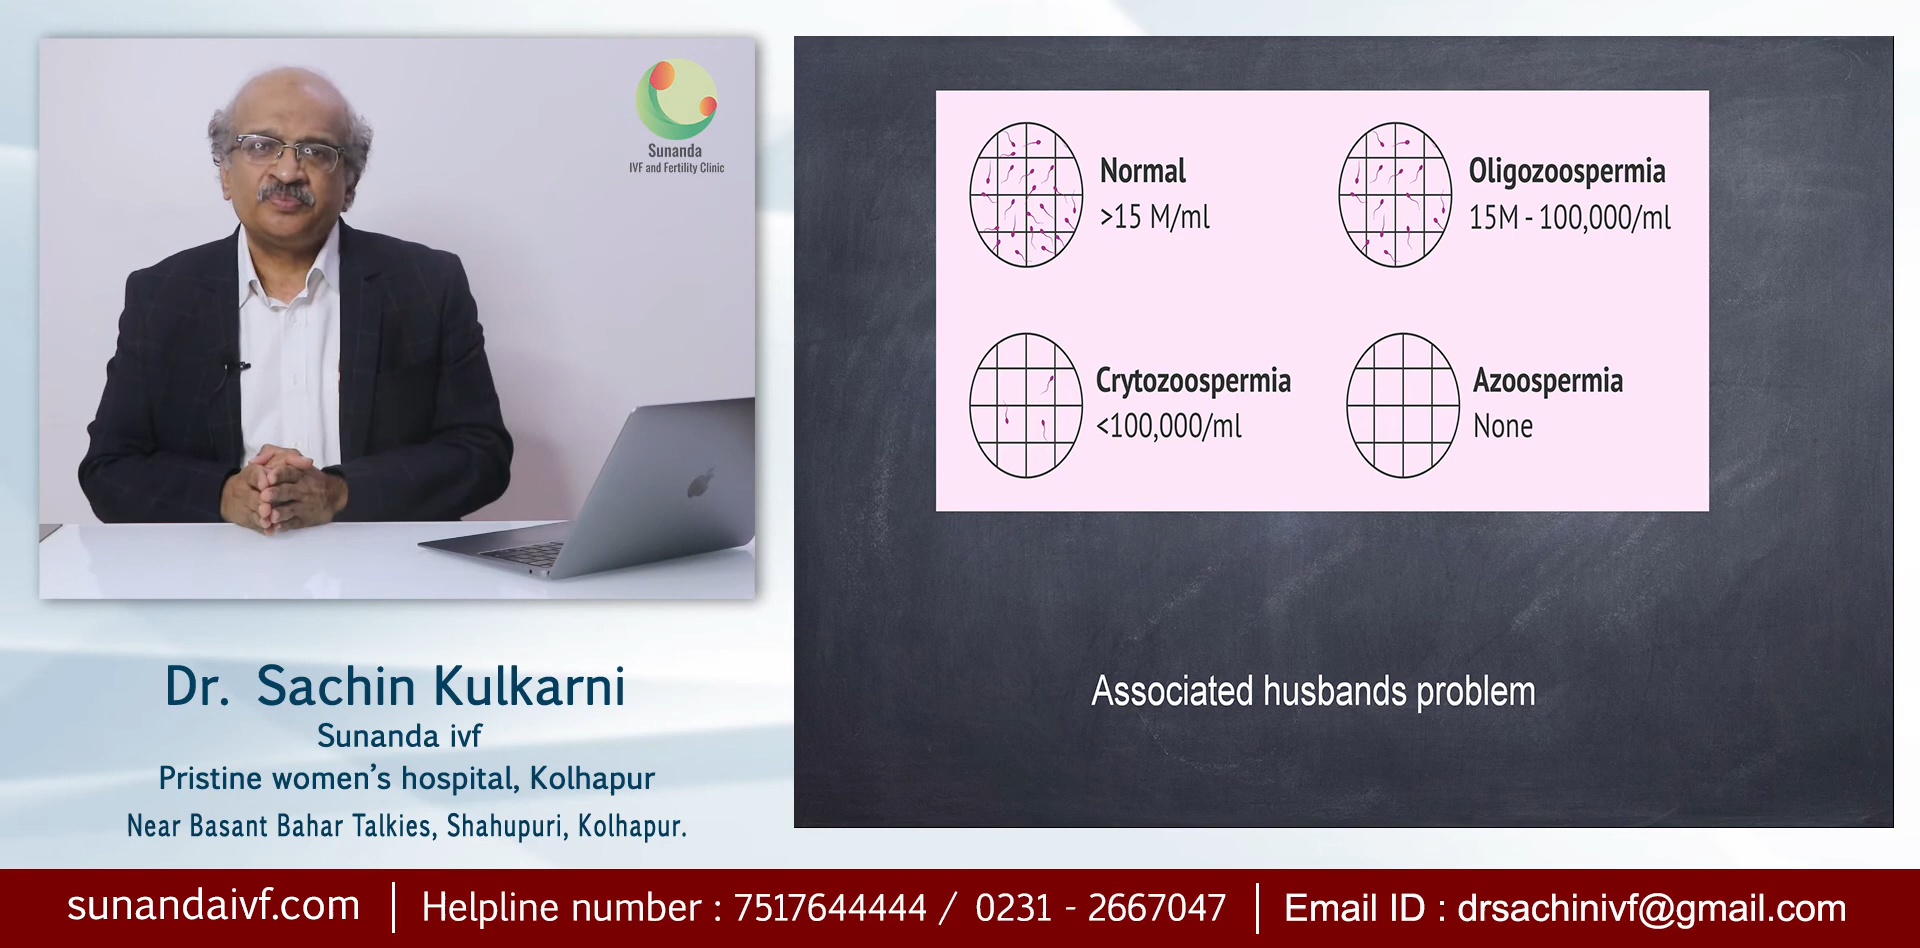 Sunanda
IVF and Fertility Clinic
Dr. Sachin Kulkarni
Sunanda ivf
Pristine women's hospital, Kolhapur
Near Basant Bahar Talkies, Shahupuri, Kolhapur.
Normal
>15 M/ml
Oligozoospermia
15M - 100,000/ml
Crytozoospermia
<100,000/ml
Azoospermia
None
Associated husbands problem
sunandaivf.com | Helpline number : 7517644444 / 0231 - 2667047 | Email ID : drsachinivf@gmail.com